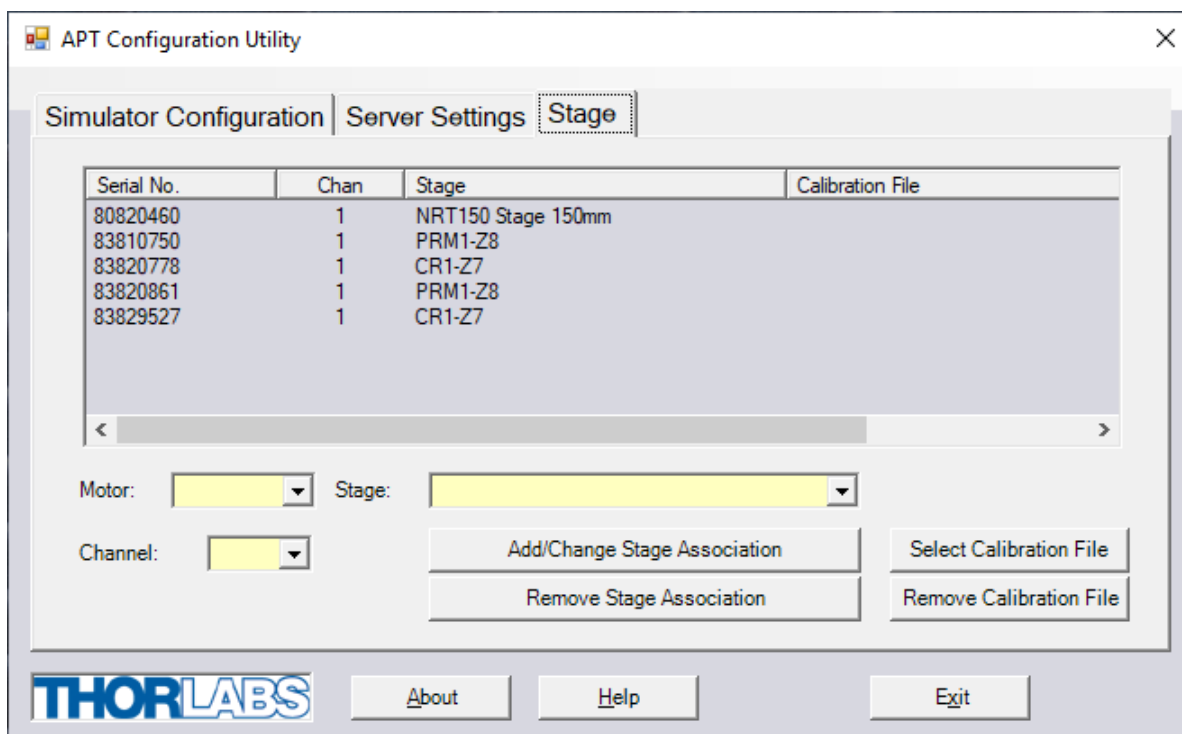 APT Configuration Utility
Simulator Configuration Server Settings Stage
Serial No. Chan Stage Calibration File
80820460 1 NRT150 Stage 150mm
83810750 1 PRM1-Z8
83820778 1 CR1-Z7
83820861 1 PRM1-Z8
83829527 1 CR1-Z7
Motor: Stage:
Channel: Add/Change Stage Association Select Calibration File
Remove Stage Association Remove Calibration File
THORLABS About Help Exit